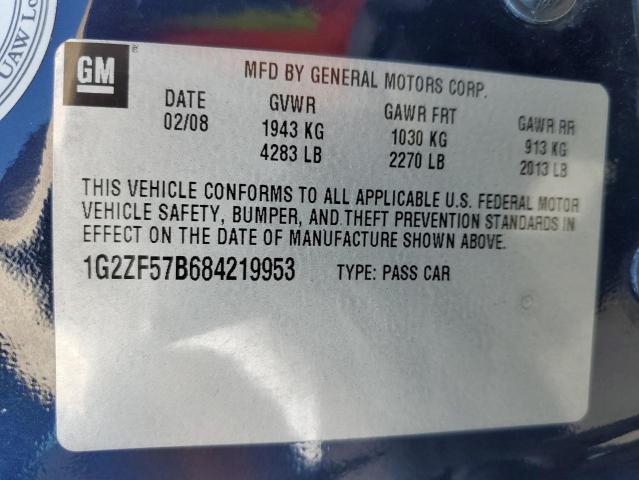 UAW Lo
GM
MFD BY GENERAL MOTORS CORP.
DATE GVWR GAWR FRT GAWR RR
02/08 1943 KG 1030 KG 913 KG
4283 LB 2270 LB 2013 LB
THIS VEHICLE CONFORMS TO ALL APPLICABLE U.S. FEDERAL MOTOR
VEHICLE SAFETY, BUMPER, AND THEFT PREVENTION STANDARDS IN
EFFECT ON THE DATE OF MANUFACTURE SHOWN ABOVE.
1G2ZF57B684219953 TYPE: PASS CAR